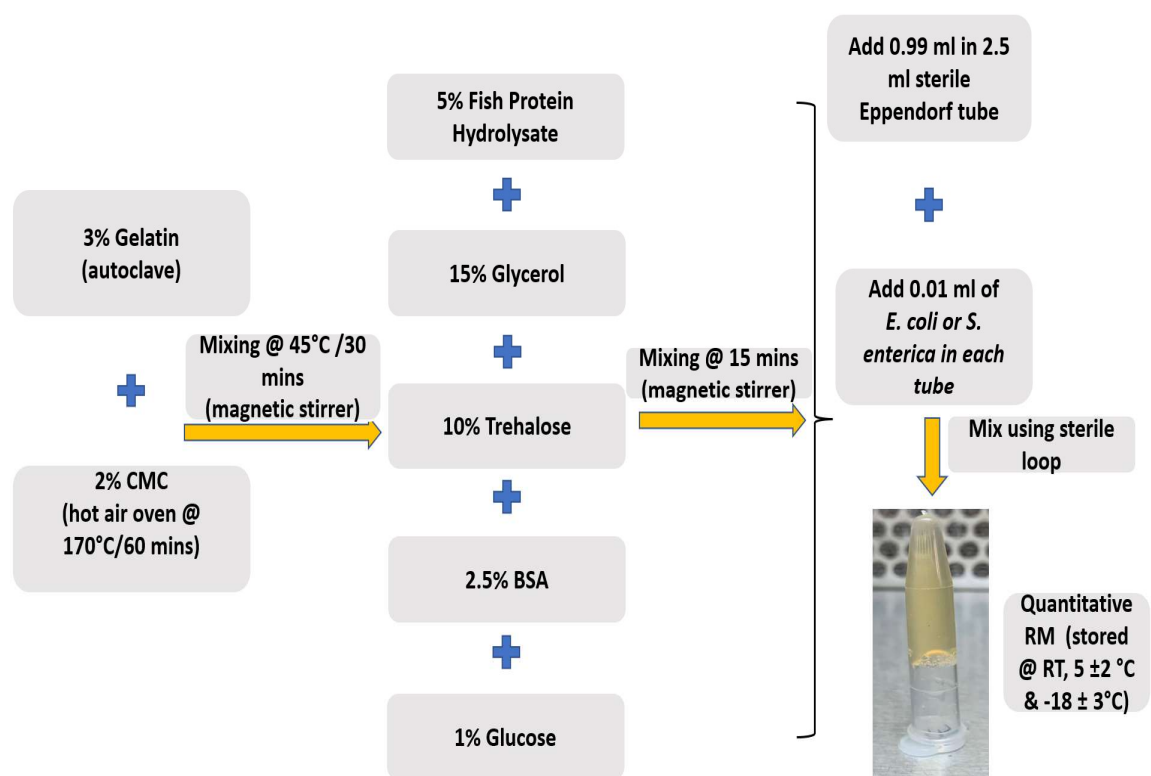 3% Gelatin
(autoclave)
2% CMC
(hot air oven @
170°C/60 mins)
Mixing @ 45°C /30
mins
(magnetic stirrer)
5% Fish Protein
Hydrolysate
15% Glycerol
10% Trehalose
2.5% BSA
1% Glucose
Mixing @ 15 mins
(magnetic stirrer)
Add 0.99 ml in 2.5
ml sterile
Eppendorf tube
Add 0.01 ml of
E. coli or S.
enterica in each
tube
Mix using sterile
loop
Quantitative
RM (stored
@ RT, 5 ±2 °C
& -18 ± 3°C)